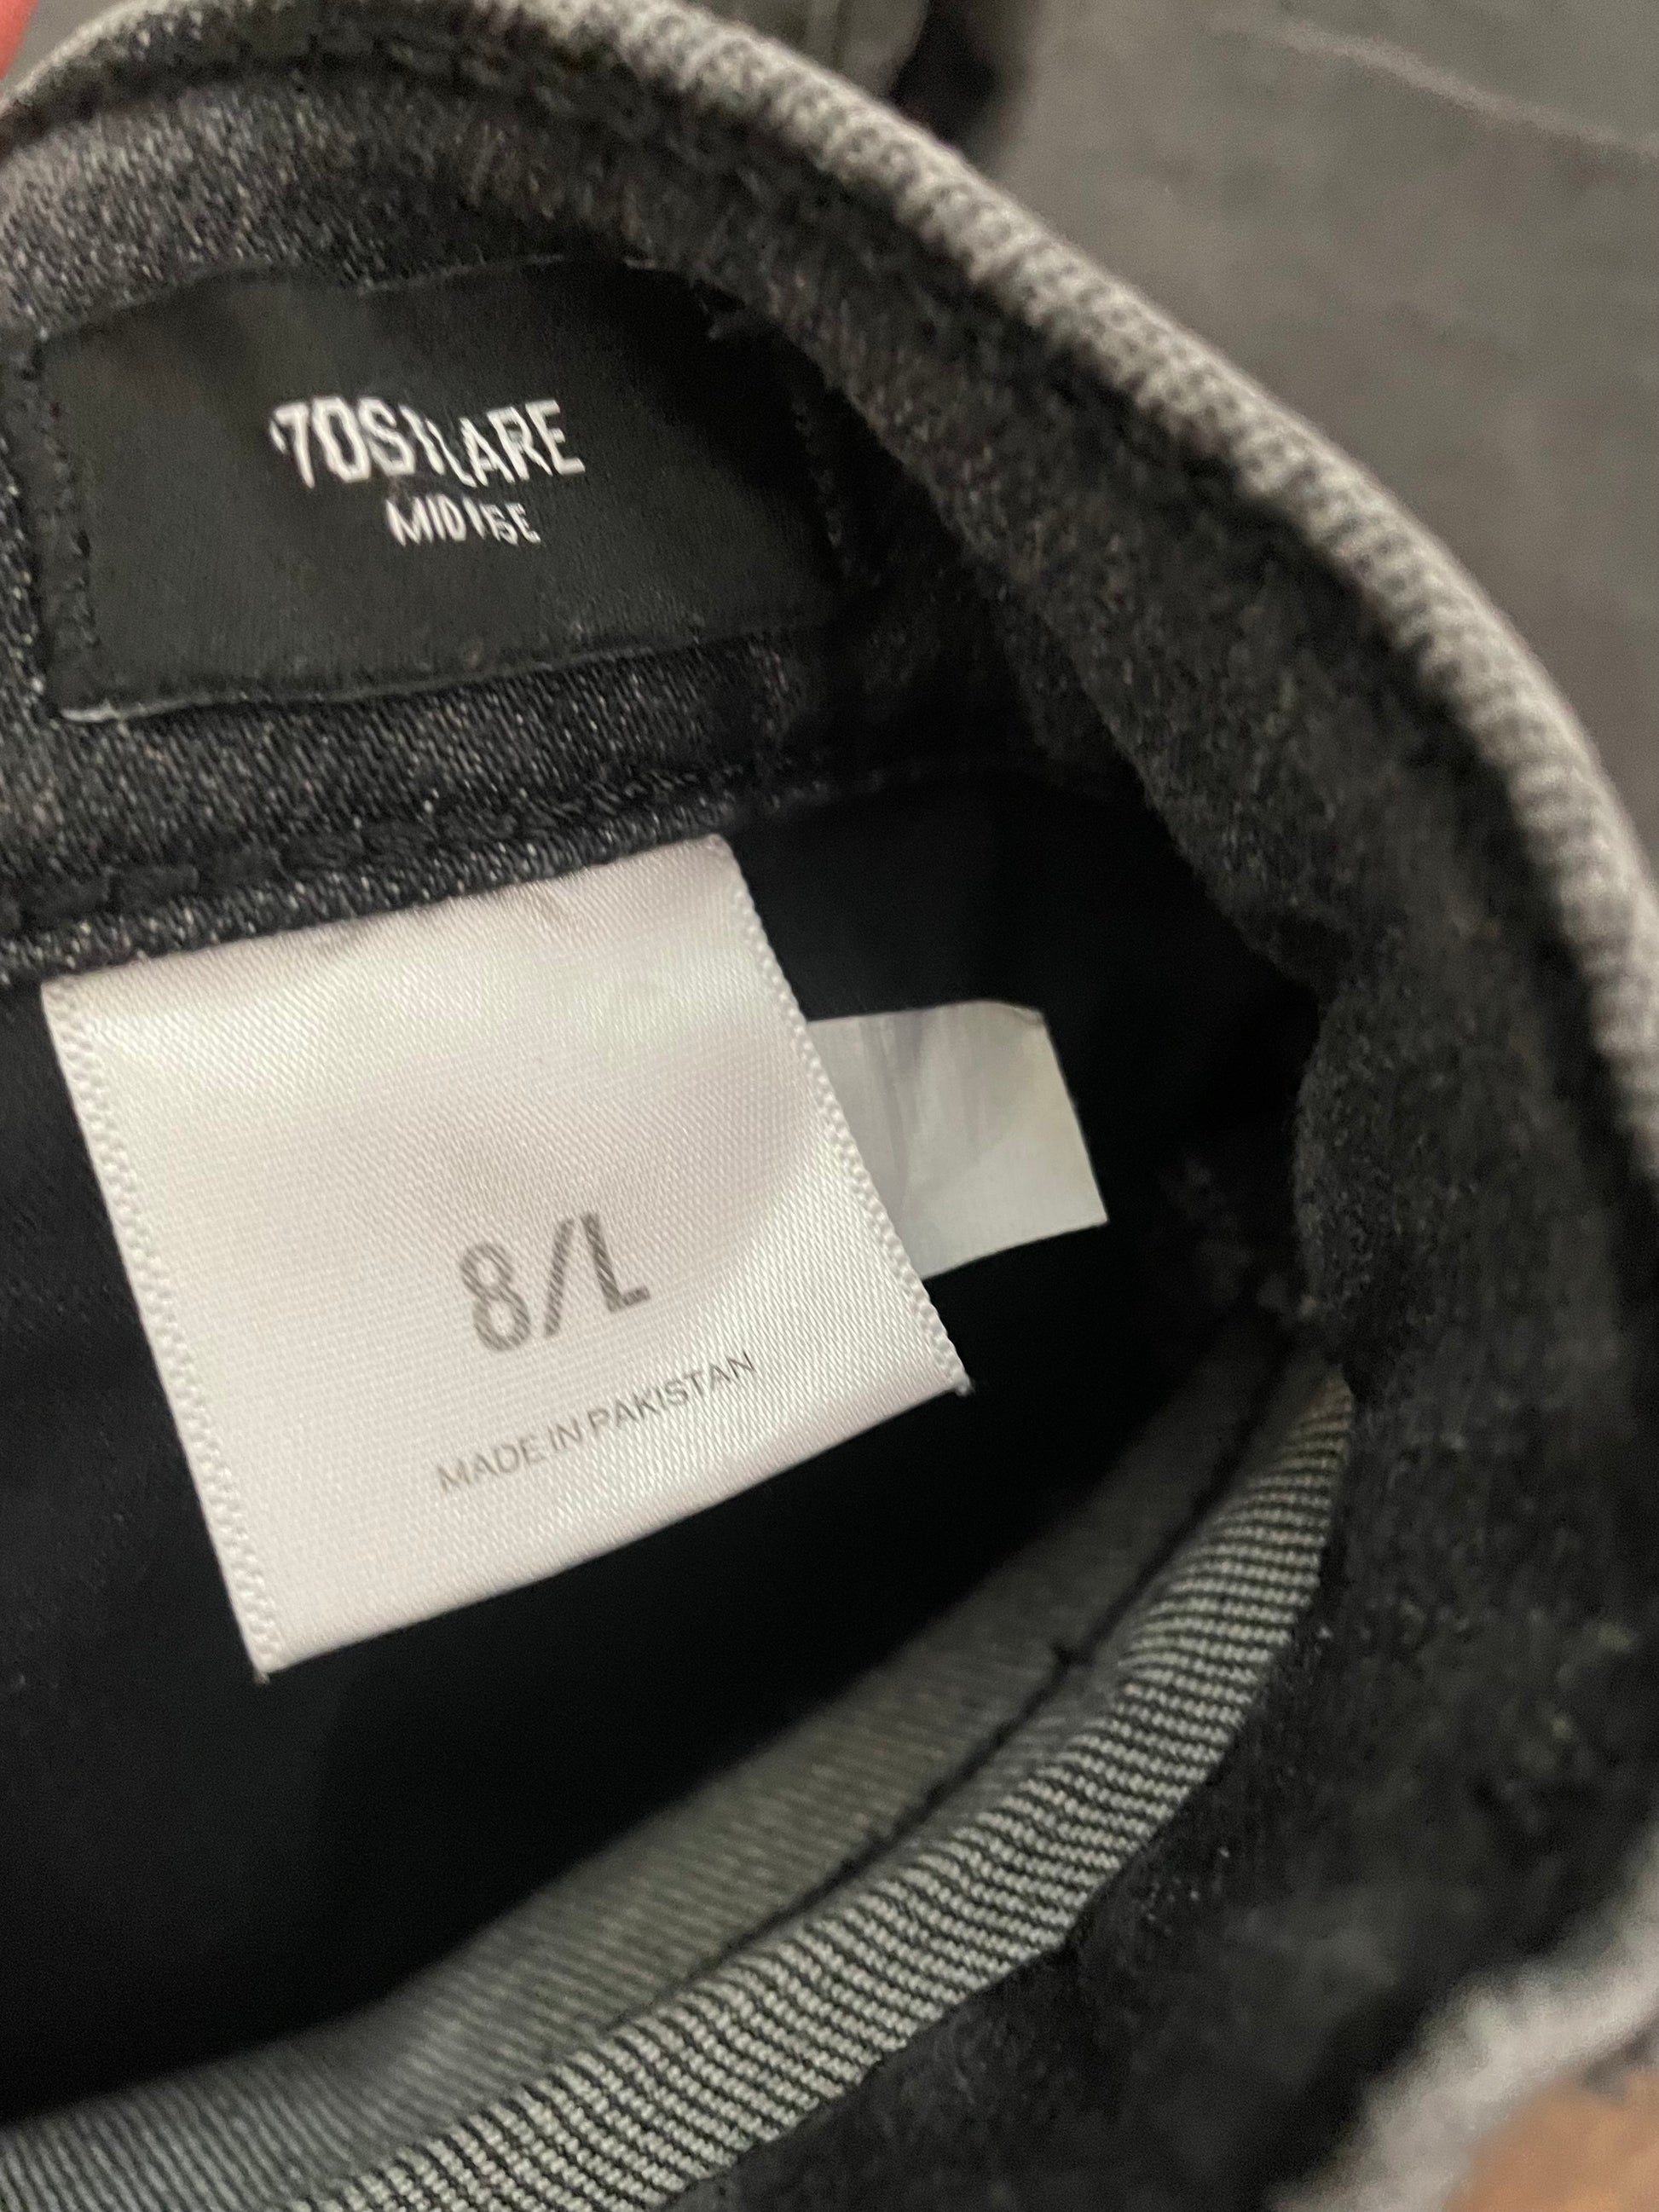 '70S FLARE
MID RISE
8/L
MADE IN PAKISTAN